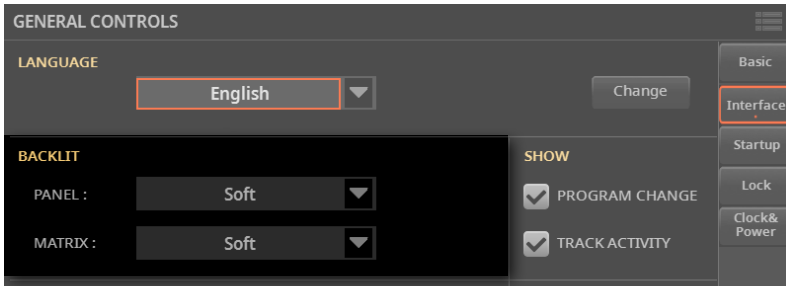 GENERAL CONTROLS
LANGUAGE
English
Change
BACKLIT
PANEL :
Soft
MATRIX :
Soft
SHOW
PROGRAM CHANGE
TRACK ACTIVITY
Basic
Interface
Startup
Lock
Clock&
Power